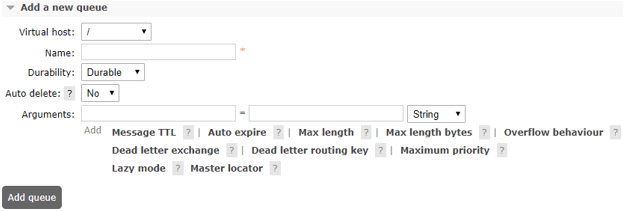 Add a new queue
Virtual host: /
Name: *
Durability: Durable
Auto delete: ? No
Arguments: = String
Add Message TTL ? | Auto expire ? | Max length ? | Max length bytes ? | Overflow behaviour ?
Dead letter exchange ? | Dead letter routing key ? | Maximum priority ?
Lazy mode ? Master locator ?
Add queue